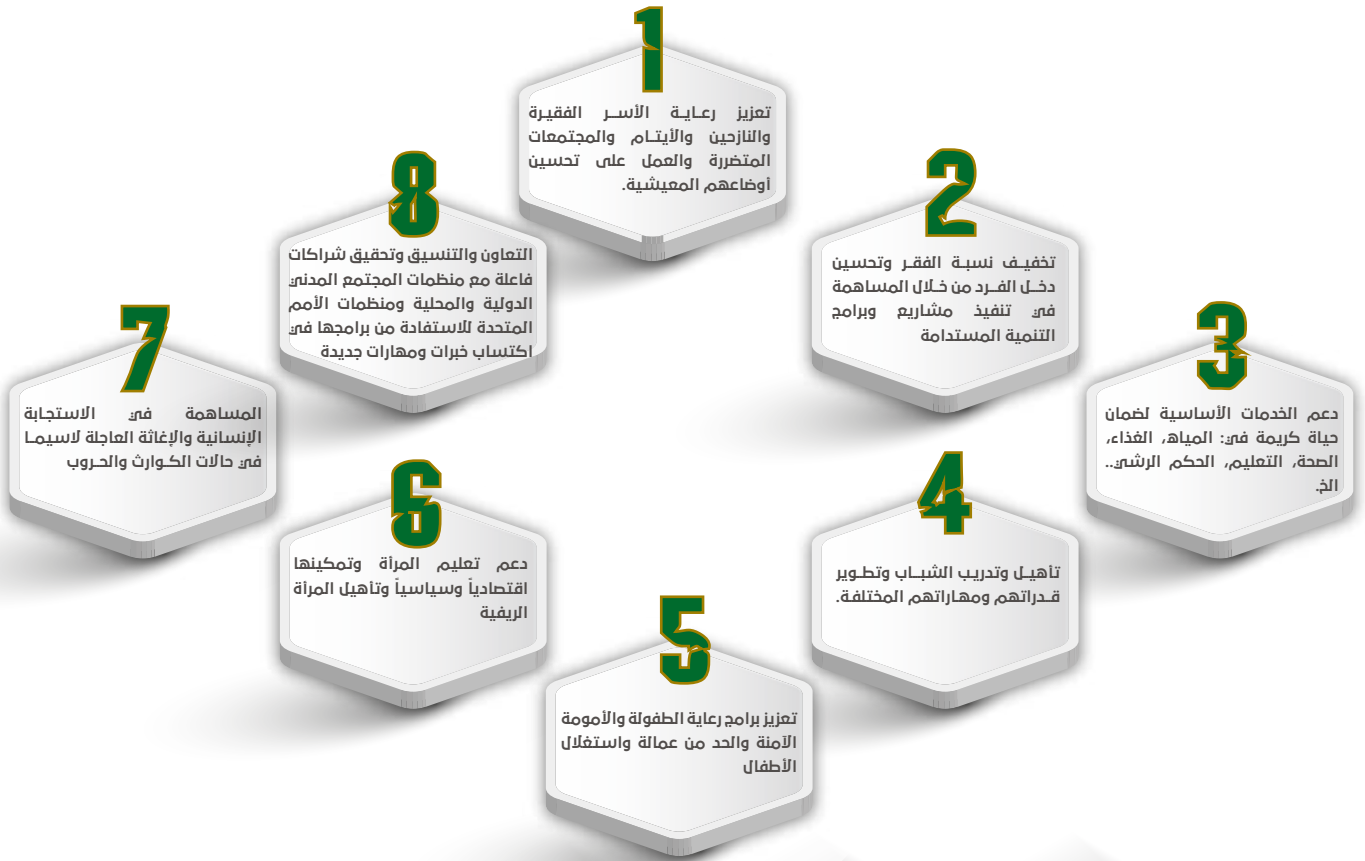 1
تعزيز رعاية الأسر الفقيرة
والنازحين والأيتام والمجتمعات
المتضررة والعمل على تحسين
أوضاعهم المعيشية.
2
تخفيف نسبة الفقر وتحسين
دخل الفرد من خلال المساهمة
في تنفيذ مشاريع وبرامج
التنمية المستدامة
3
دعم الخدمات الأساسية لضمان
حياة كريمة في: المياه، الغذاء،
الصحة، التعليم، الحكم الرشي..
الخ.
4
تأهيل وتدريب الشباب وتطوير
قدراتهم ومهاراتهم المختلفة.
5
تعزيز برامج رعاية الطفولة والأمومة
الآمنة والحد من عمالة واستغلال
الأطفال
6
دعم تعليم المرأة وتمكينها
اقتصادياً وسياسياً وتأهيل المرأة
الريفية
7
المساهمة في الاستجابة
الإنسانية والإغاثة العاجلة لاسيما
في حالات الكوارث والحروب
8
التعاون والتنسيق وتحقيق شراكات
فاعلة مع منظمات المجتمع المدني
الدولية والمحلية ومنظمات الأمم
المتحدة للاستفادة من برامجها في
اكتساب خبرات ومهارات جديدة